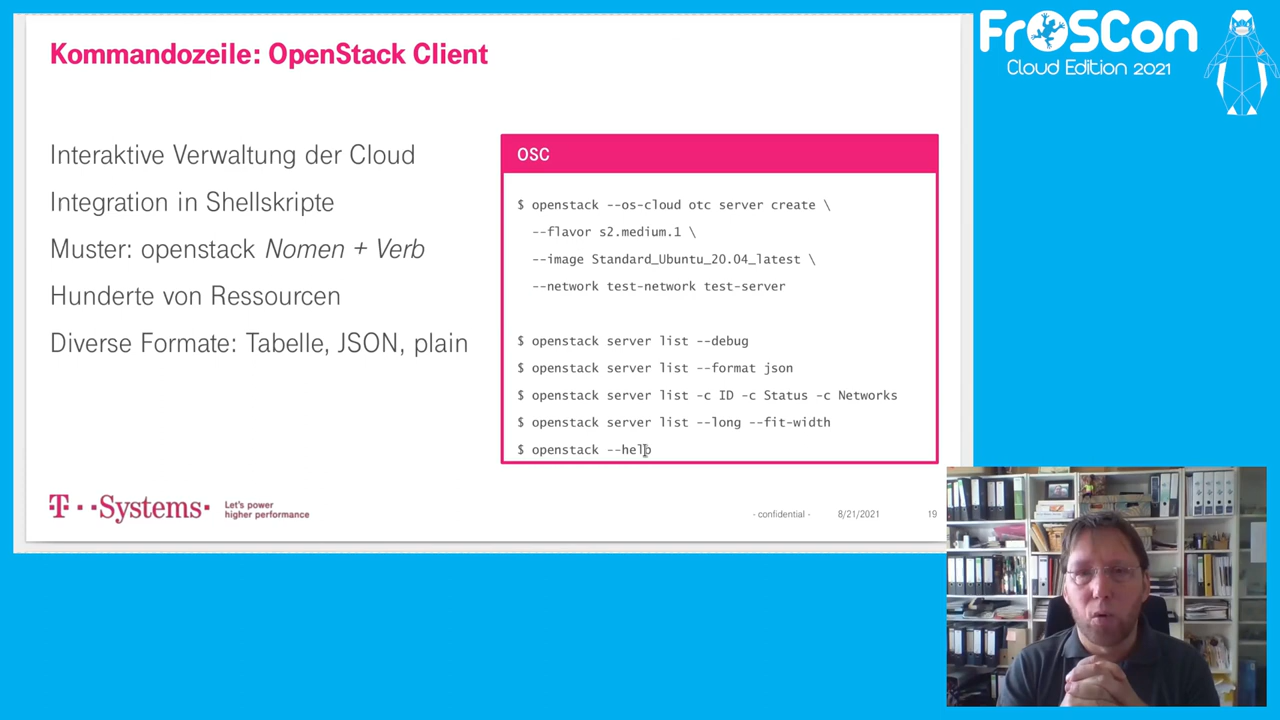 Kommandozeile: OpenStack Client
FrOSCon
Cloud Edition 2021
Interaktive Verwaltung der Cloud
Integration in Shellskripte
Muster: openstack Nomen + Verb
Hunderte von Ressourcen
Diverse Formate: Tabelle, JSON, plain
OSC
$ openstack --os-cloud otc server create \
--flavor s2.medium.1 \
--image Standard_Ubuntu_20.04_latest \
--network test-network test-server
$ openstack server list --debug
$ openstack server list --format json
$ openstack server list -c ID -c Status -c Networks
$ openstack server list --long --fit-width
$ openstack --help
T··Systems·
Let's power
higher performance
- confidential -
8/21/2021
19